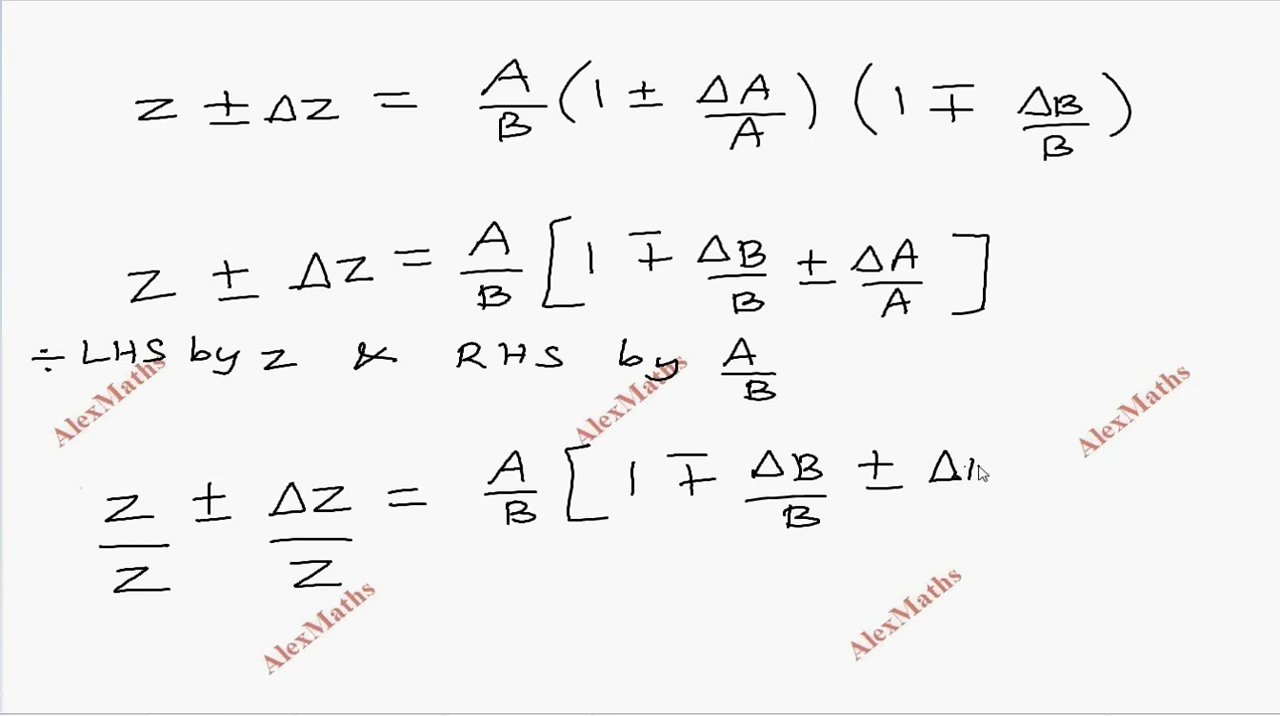 z ± Δz = A/B (1 ± ΔA/A) (1 ∓ ΔB/B)
z ± Δz = A/B [1 ∓ ΔB/B ± ΔA/A]
÷ LHS by z & RHS by A/B
AlexMaths AlexMaths AlexMaths
z/z ± Δz/z = A/B [1 ∓ ΔB/B ± Δ
AlexMaths AlexMaths